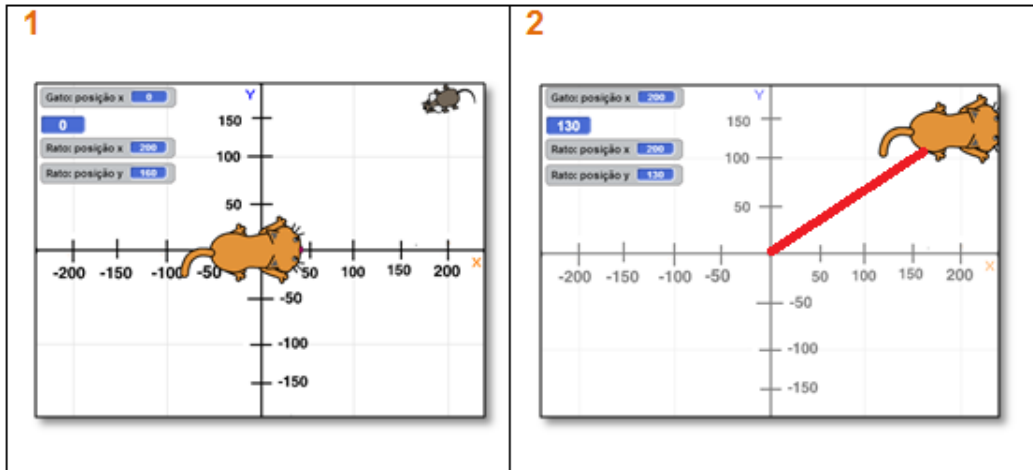 1
Gato: posição x 0
0
Rato: posição x 200
Rato: posição y 160
Y
150
100
50
-200 -150 -100 -50 50 100 150 200 X
-50
-100
-150
2
Gato: posição x 200
130
Rato: posição x 200
Rato: posição y 130
Y
150
100
50
-200 -150 -100 -50 50 100 150 200 X
-50
-100
-150